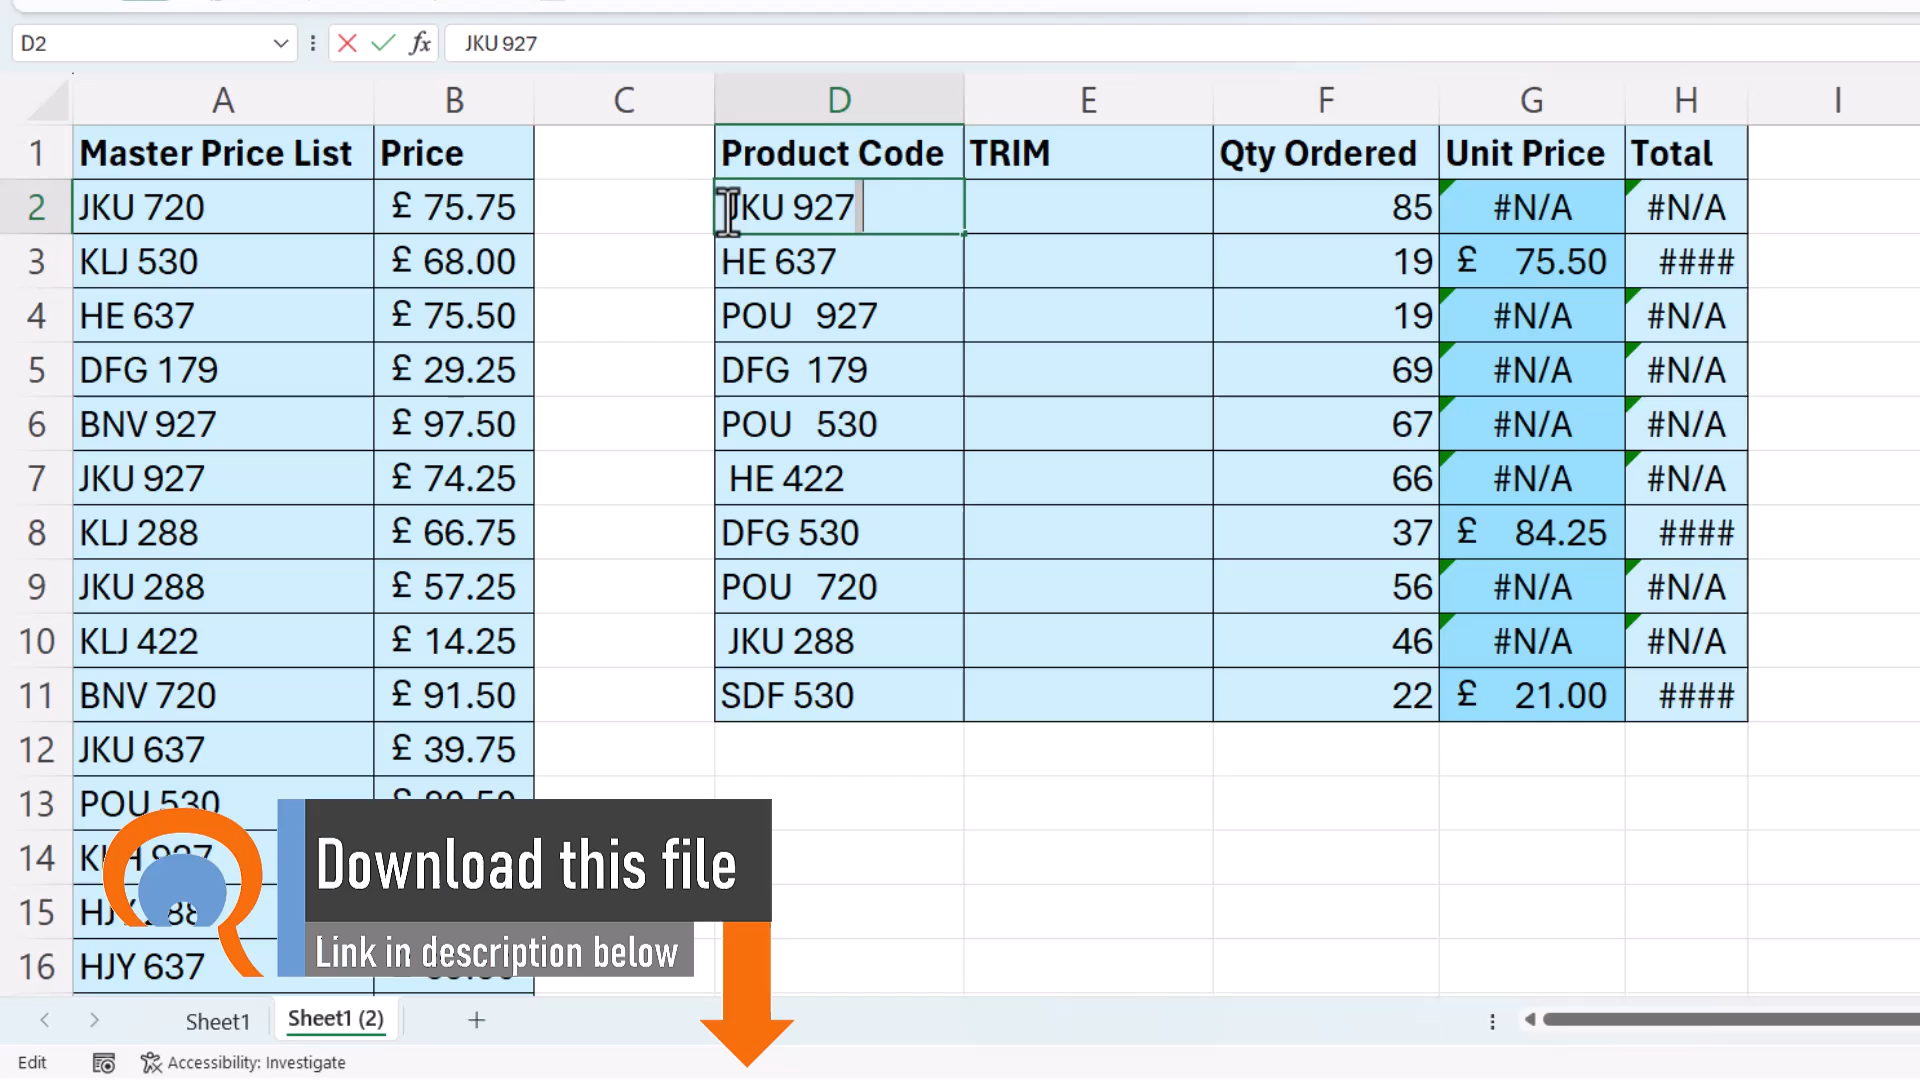 D2 fx JKU 927
A B C D E F G H I
1 Master Price List Price Product Code TRIM Qty Ordered Unit Price Total
2 JKU 720 £ 75.75 JKU 927 85 #N/A #N/A
3 KLJ 530 £ 68.00 HE 637 19 £ 75.50 ####
4 HE 637 £ 75.50 POU   927 19 #N/A #N/A
5 DFG 179 £ 29.25 DFG  179 69 #N/A #N/A
6 BNV 927 £ 97.50 POU   530 67 #N/A #N/A
7 JKU 927 £ 74.25 HE 422 66 #N/A #N/A
8 KLJ 288 £ 66.75 DFG 530 37 £ 84.25 ####
9 JKU 288 £ 57.25 POU   720 56 #N/A #N/A
10 KLJ 422 £ 14.25 JKU 288 46 #N/A #N/A
11 BNV 720 £ 91.50 SDF 530 22 £ 21.00 ####
12 JKU 637 £ 39.75
13 POU 530
14
15
16 HJY 637
Download this file
Link in description below
Sheet1 Sheet1 (2)
Edit Accessibility: Investigate